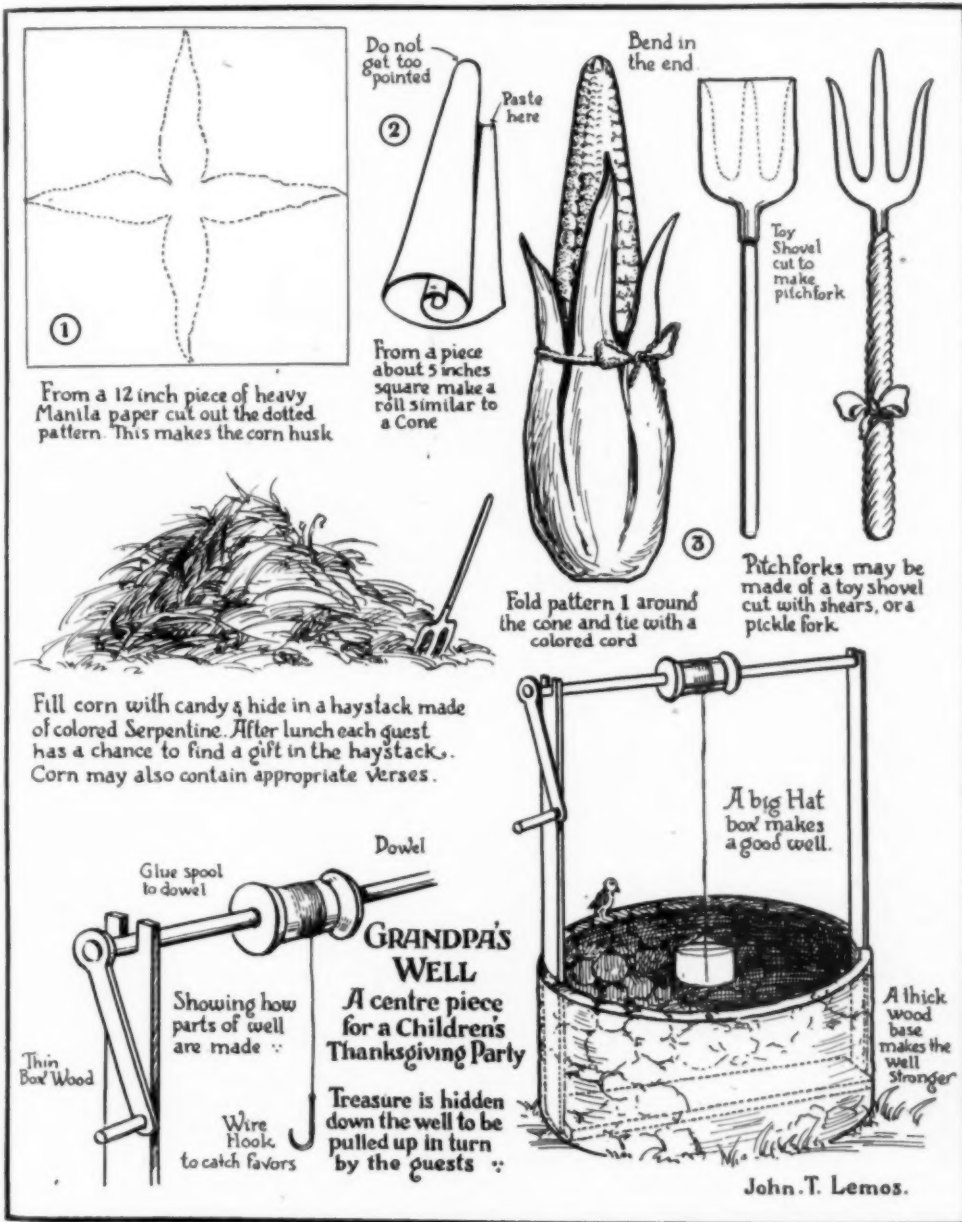 Do not
get too
pointed
Paste
here
②
Bend in
the end.
①
From a 12 inch piece of heavy
Manila paper cut out the dotted
pattern. This makes the corn husk
From a piece
about 5 inches
square make a
roll similar to
a Cone
Toy
Shovel
cut to
make
pitchfork
③
Fold pattern 1 around
the cone and tie with a
colored cord
Pitchforks may be
made of a toy shovel
cut with shears, or a
pickle fork
Fill corn with candy & hide in a haystack made
of colored Serpentine. After lunch each guest
has a chance to find a gift in the haystack.
Corn may also contain appropriate verses.
A big Hat
box makes
a good well.
Dowel
Glue spool
to dowel
Showing how
parts of well
are made
Thin
Box Wood
Wire
Hook
to catch favors
GRANDPA'S
WELL
A centre piece
for a Children's
Thanksgiving Party
Treasure is hidden
down the well to be
pulled up in turn
by the guests
A thick
wood
base
makes the
well
Stronger
John. T. Lemos.